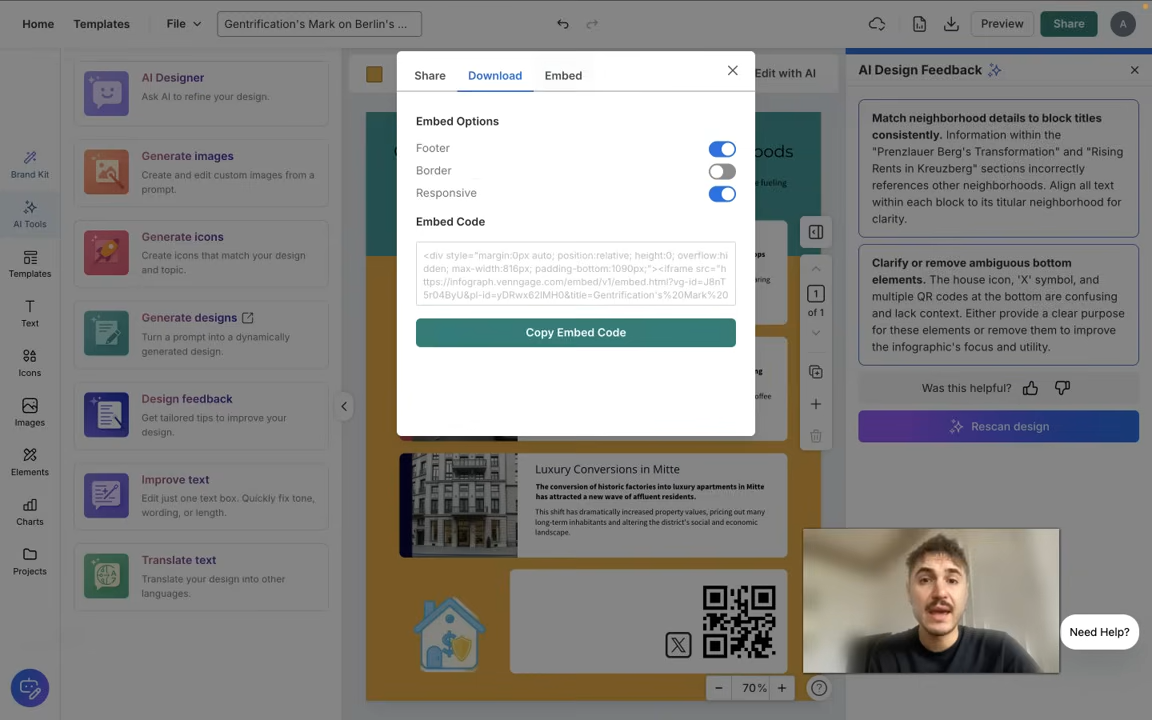 Home
Templates
File
Gentrification's Mark on Berlin's ...
Preview
Share
A
Brand Kit
AI Tools
Templates
Text
Icons
Images
Elements
Charts
Projects
AI Designer
Ask AI to refine your design.
Generate images
Create and edit custom images from a
prompt.
Generate icons
Create icons that match your design
and topic.
Generate designs
Turn a prompt into a dynamically
generated design.
Design feedback
Get tailored tips to improve your
design.
Improve text
Edit just one text box. Quickly fix tone,
wording, or length.
Translate text
Translate your design into other
languages.
Edit with AI
Share
Download
Embed
Embed Options
Footer
Border
Responsive
Embed Code
<div style="margin:0px auto; position:relative; height:0; overflow:hi
dden; max-width:816px; padding-bottom:1090px;"><iframe src="h
ttps://infograph.venngage.com/embed/v1/embed.html?vg-id=J8nT
5r04ByU&pi-id=yDRwx62IMH0&title=Gentrification's%20Mark%20
Copy Embed Code
Luxury Conversions in Mitte
The conversion of historic factories into luxury apartments in Mitte
has attracted a new wave of affluent residents.
This shift has dramatically increased property values, pricing out many
long-term inhabitants and altering the district's social and economic
landscape.
X
1
of 1
70%
AI Design Feedback
Match neighborhood details to block titles
consistently. Information within the
"Prenzlauer Berg's Transformation" and "Rising
Rents in Kreuzberg" sections incorrectly
references other neighborhoods. Align all text
within each block to its titular neighborhood for
clarity.
Clarify or remove ambiguous bottom
elements. The house icon, 'X' symbol, and
multiple QR codes at the bottom are confusing
and lack context. Either provide a clear purpose
for these elements or remove them to improve
the infographic's focus and utility.
Was this helpful?
Rescan design
Need Help?